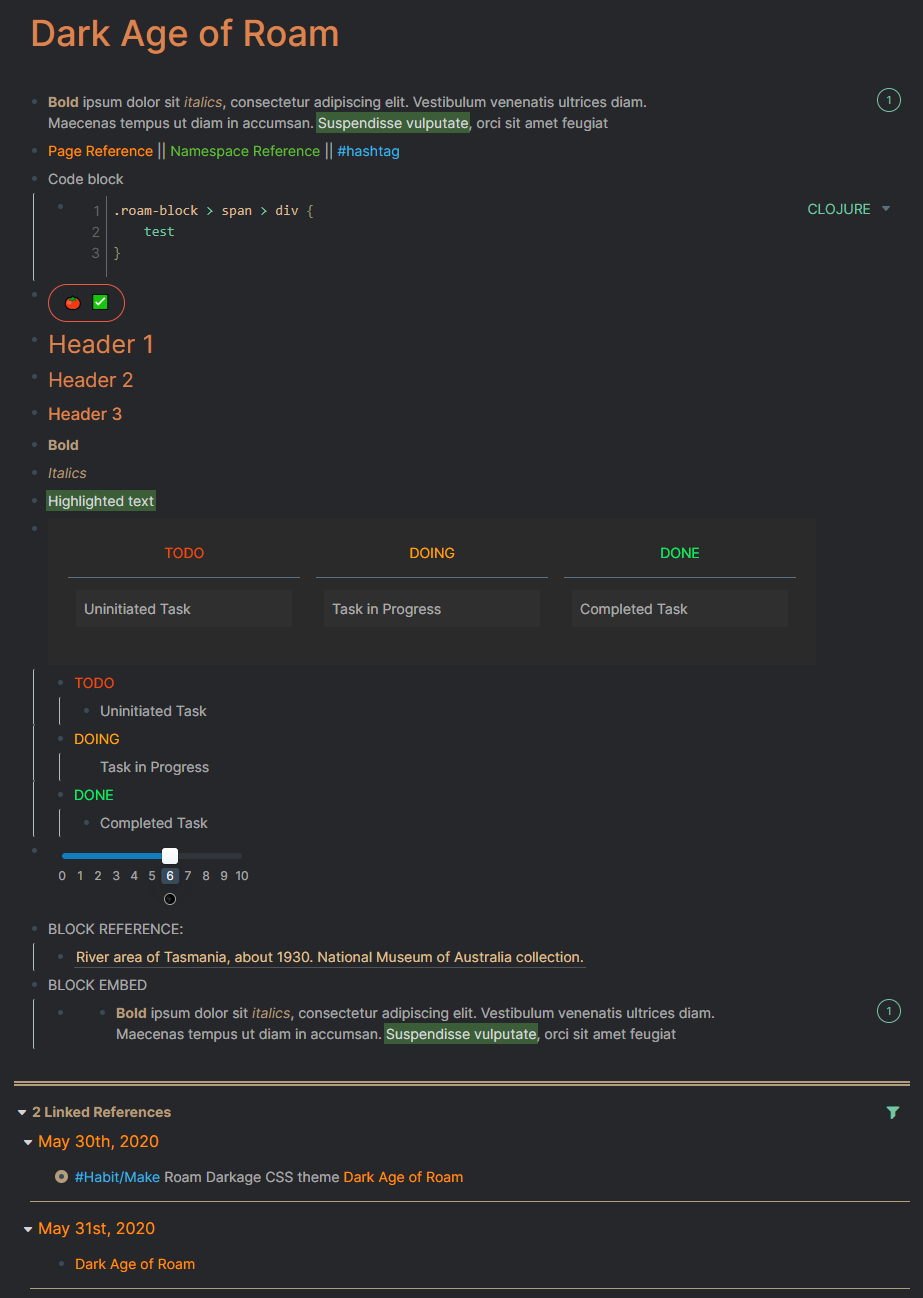 Dark Age of Roam
Bold ipsum dolor sit italics, consectetur adipiscing elit. Vestibulum venenatis ultrices diam.
1
Maecenas tempus ut diam in accumsan. Suspendisse vulputate, orci sit amet feugiat
Page Reference || Namespace Reference || #hashtag
Code block
1 .roam-block > span > div {
CLOJURE
2 test
3 }
Header 1
Header 2
Header 3
Bold
Italics
Highlighted text
TODO DOING DONE
Uninitiated Task Task in Progress Completed Task
TODO
Uninitiated Task
DOING
Task in Progress
DONE
Completed Task
0 1 2 3 4 5 6 7 8 9 10
BLOCK REFERENCE:
River area of Tasmania, about 1930. National Museum of Australia collection.
BLOCK EMBED
Bold ipsum dolor sit italics, consectetur adipiscing elit. Vestibulum venenatis ultrices diam.
1
Maecenas tempus ut diam in accumsan. Suspendisse vulputate, orci sit amet feugiat
2 Linked References
May 30th, 2020
#Habit/Make Roam Darkage CSS theme Dark Age of Roam
May 31st, 2020
Dark Age of Roam